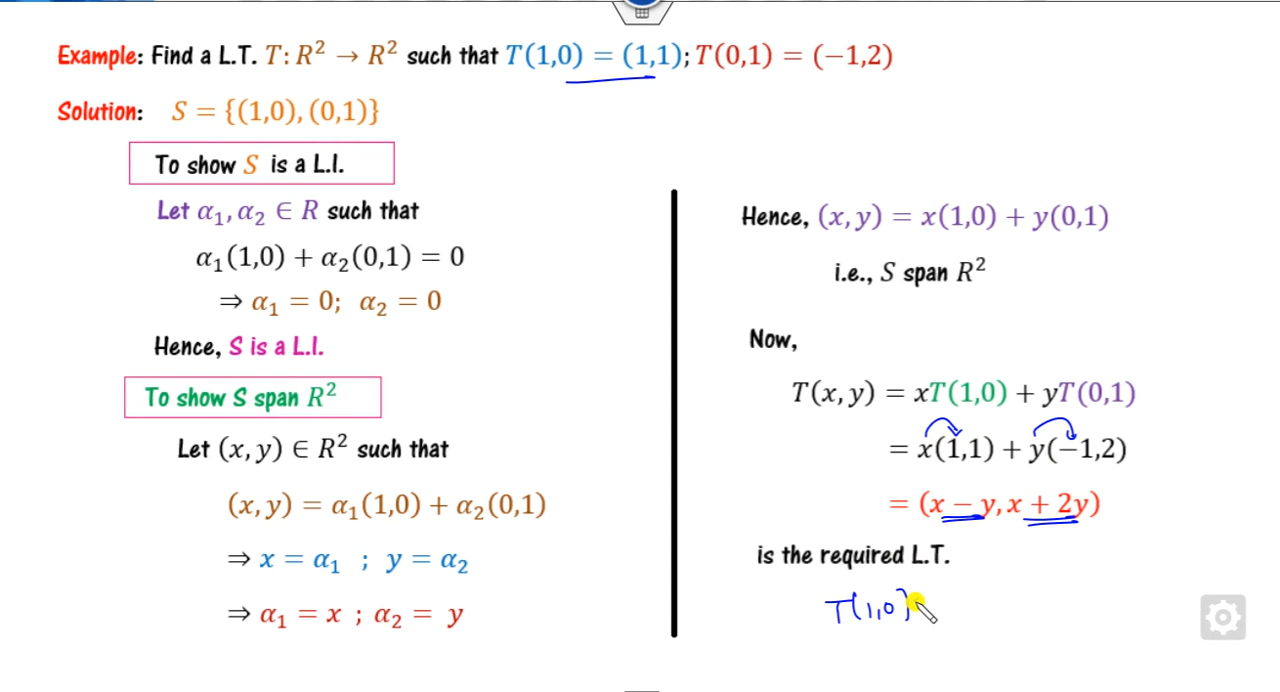 Example: Find a L.T. T: R² → R² such that T(1,0) = (1,1); T(0,1) = (−1,2)
Solution: S = {(1,0), (0,1)}
To show S is a L.I.
Let α₁, α₂ ∈ R such that
α₁(1,0) + α₂(0,1) = 0
⇒ α₁ = 0; α₂ = 0
Hence, S is a L.I.
To show S span R²
Let (x, y) ∈ R² such that
(x, y) = α₁(1,0) + α₂(0,1)
⇒ x = α₁ ; y = α₂
⇒ α₁ = x ; α₂ = y
Hence, (x, y) = x(1,0) + y(0,1)
i.e., S span R²
Now,
T(x, y) = xT(1,0) + yT(0,1)
= x(1,1) + y(−1,2)
= (x − y, x + 2y)
is the required L.T.
T(1,0)